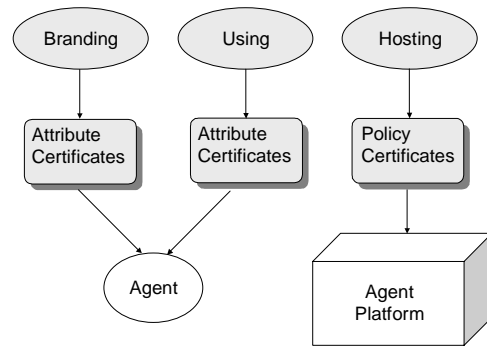 Branding
Using
Hosting
Attribute
Certificates
Attribute
Certificates
Policy
Certificates
Agent
Agent
Platform